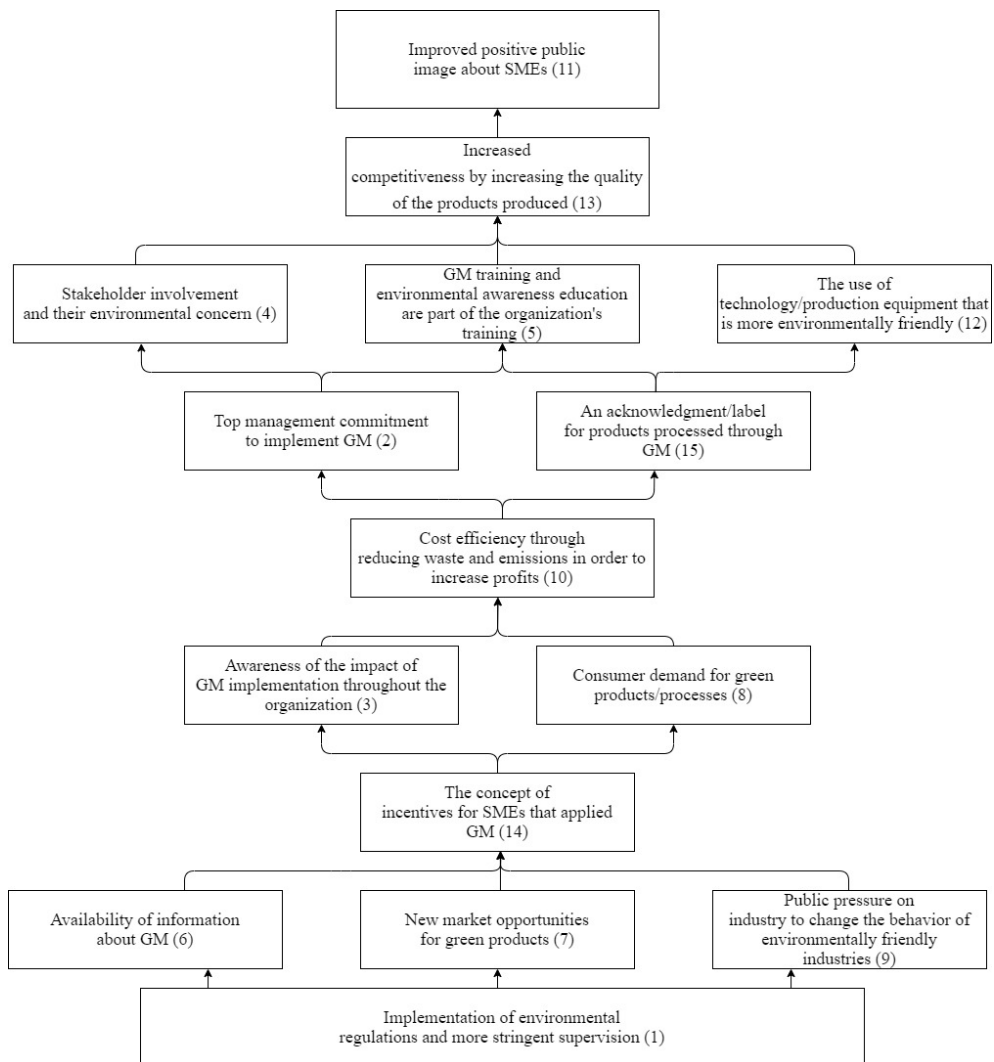 Improved positive public
image about SMEs (11)
Increased
competitiveness by increasing the quality
of the products produced (13)
Stakeholder involvement
and their environmental concern (4)
GM training and
environmental awareness education
are part of the organization's
training (5)
The use of
technology/production equipment that
is more environmentally friendly (12)
Top management commitment
to implement GM (2)
An acknowledgment/label
for products processed through
GM (15)
Cost efficiency through
reducing waste and emissions in order to
increase profits (10)
Awareness of the impact of
GM implementation throughout the
organization (3)
Consumer demand for green
products/processes (8)
The concept of
incentives for SMEs that applied
GM (14)
Availability of information
about GM (6)
New market opportunities
for green products (7)
Public pressure on
industry to change the behavior of
environmentally friendly
industries (9)
Implementation of environmental
regulations and more stringent supervision (1)